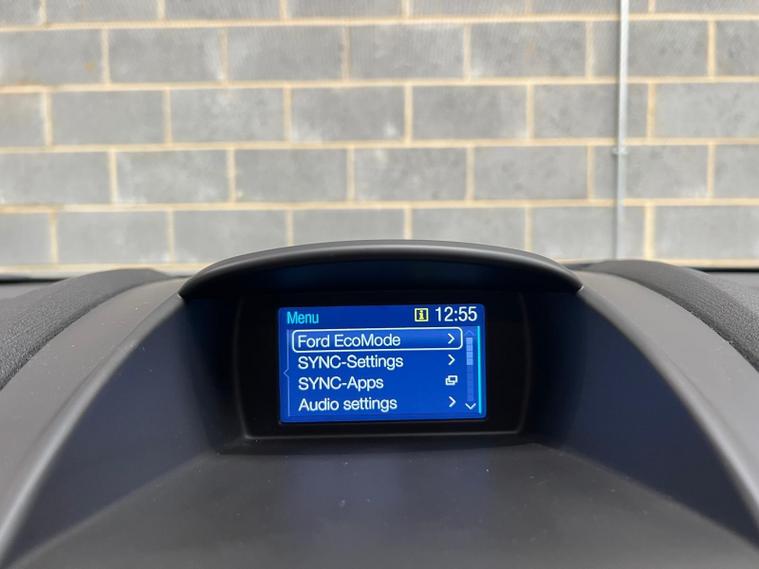 Menu i 12:55
Ford EcoMode
SYNC-Settings
SYNC-Apps
Audio settings